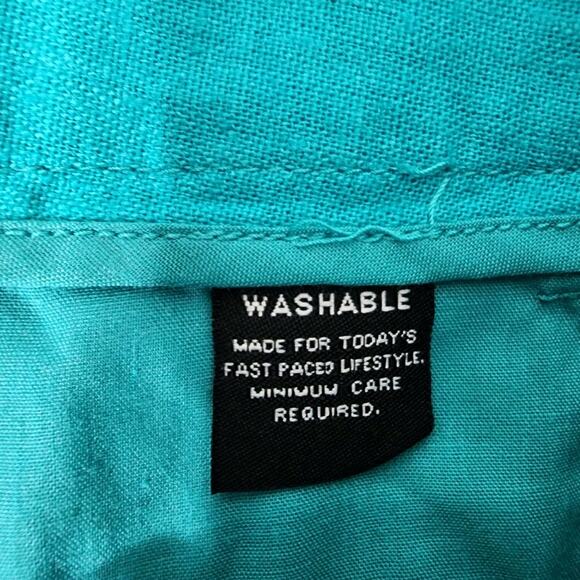 WASHABLE
MADE FOR TODAY'S
FAST PACED LIFESTYLE.
MINIMUM CARE
REQUIRED.